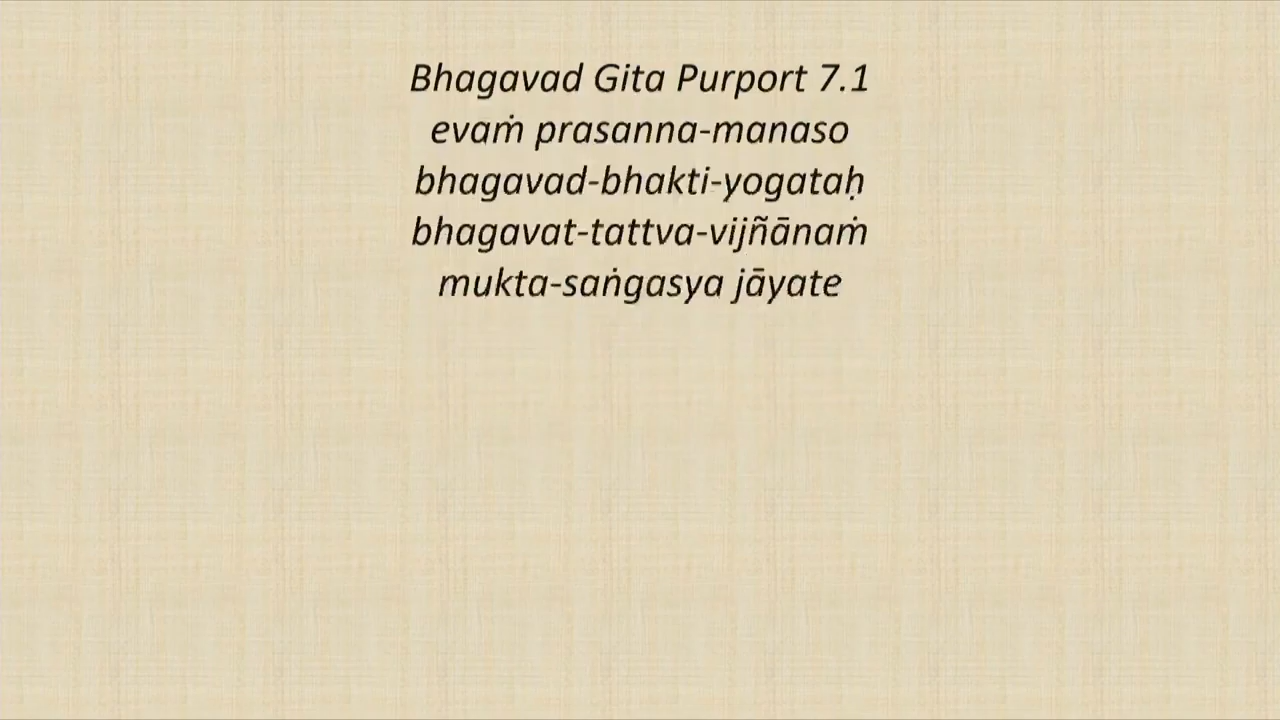 Bhagavad Gita Purport 7.1
evaṁ prasanna-manaso
bhagavad-bhakti-yogataḥ
bhagavat-tattva-vijñānaṁ
mukta-saṅgasya jāyate